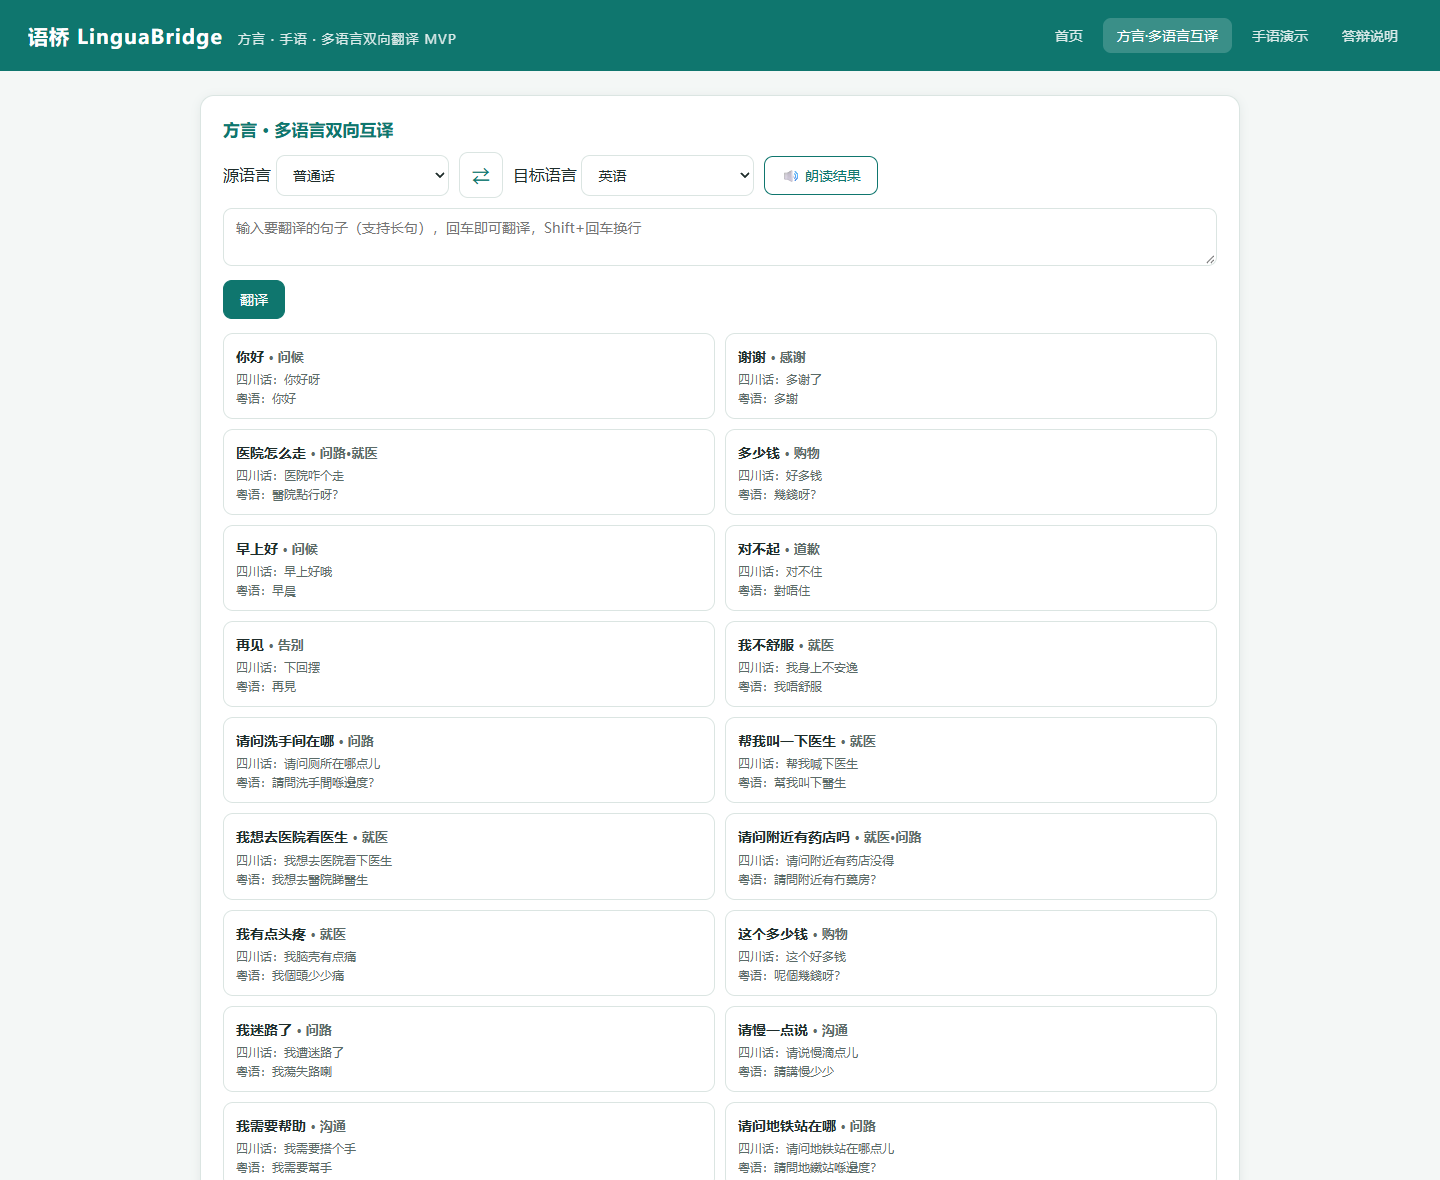 语桥 LinguaBridge 方言 · 手语 · 多语言双向翻译 MVP
首页 方言·多语言互译 手语演示 答辩说明
方言 • 多语言双向互译
源语言 普通话 ⇄ 目标语言 英语 🔊 朗读结果
输入要翻译的句子（支持长句），回车即可翻译，Shift+回车换行
翻译
你好 • 问候
四川话：你好呀
粤语：你好
谢谢 • 感谢
四川话：多谢了
粤语：多謝
医院怎么走 • 问路•就医
四川话：医院咋个走
粤语：醫院點行呀？
多少钱 • 购物
四川话：好多钱
粤语：幾錢呀？
早上好 • 问候
四川话：早上好哦
粤语：早晨
对不起 • 道歉
四川话：对不住
粤语：對唔住
再见 • 告别
四川话：下回摆
粤语：再見
我不舒服 • 就医
四川话：我身上不安逸
粤语：我唔舒服
请问洗手间在哪 • 问路
四川话：请问厕所在哪点儿
粤语：請問洗手間喺邊度？
帮我叫一下医生 • 就医
四川话：帮我喊下医生
粤语：幫我叫下醫生
我想去医院看医生 • 就医
四川话：我想去医院看下医生
粤语：我想去醫院睇醫生
请问附近有药店吗 • 就医•问路
四川话：请问附近有药店没得
粤语：請問附近有冇藥房？
我有点头疼 • 就医
四川话：我脑壳有点痛
粤语：我個頭少少痛
这个多少钱 • 购物
四川话：这个好多钱
粤语：呢個幾錢呀？
我迷路了 • 问路
四川话：我遭迷路了
粤语：我蕩失路喇
请慢一点说 • 沟通
四川话：请说慢滴点儿
粤语：請講慢少少
我需要帮助 • 沟通
四川话：我需要搭个手
粤语：我需要幫手
请问地铁站在哪 • 问路
四川话：请问地铁站在哪点儿
粤语：請問地鐵站喺邊度？